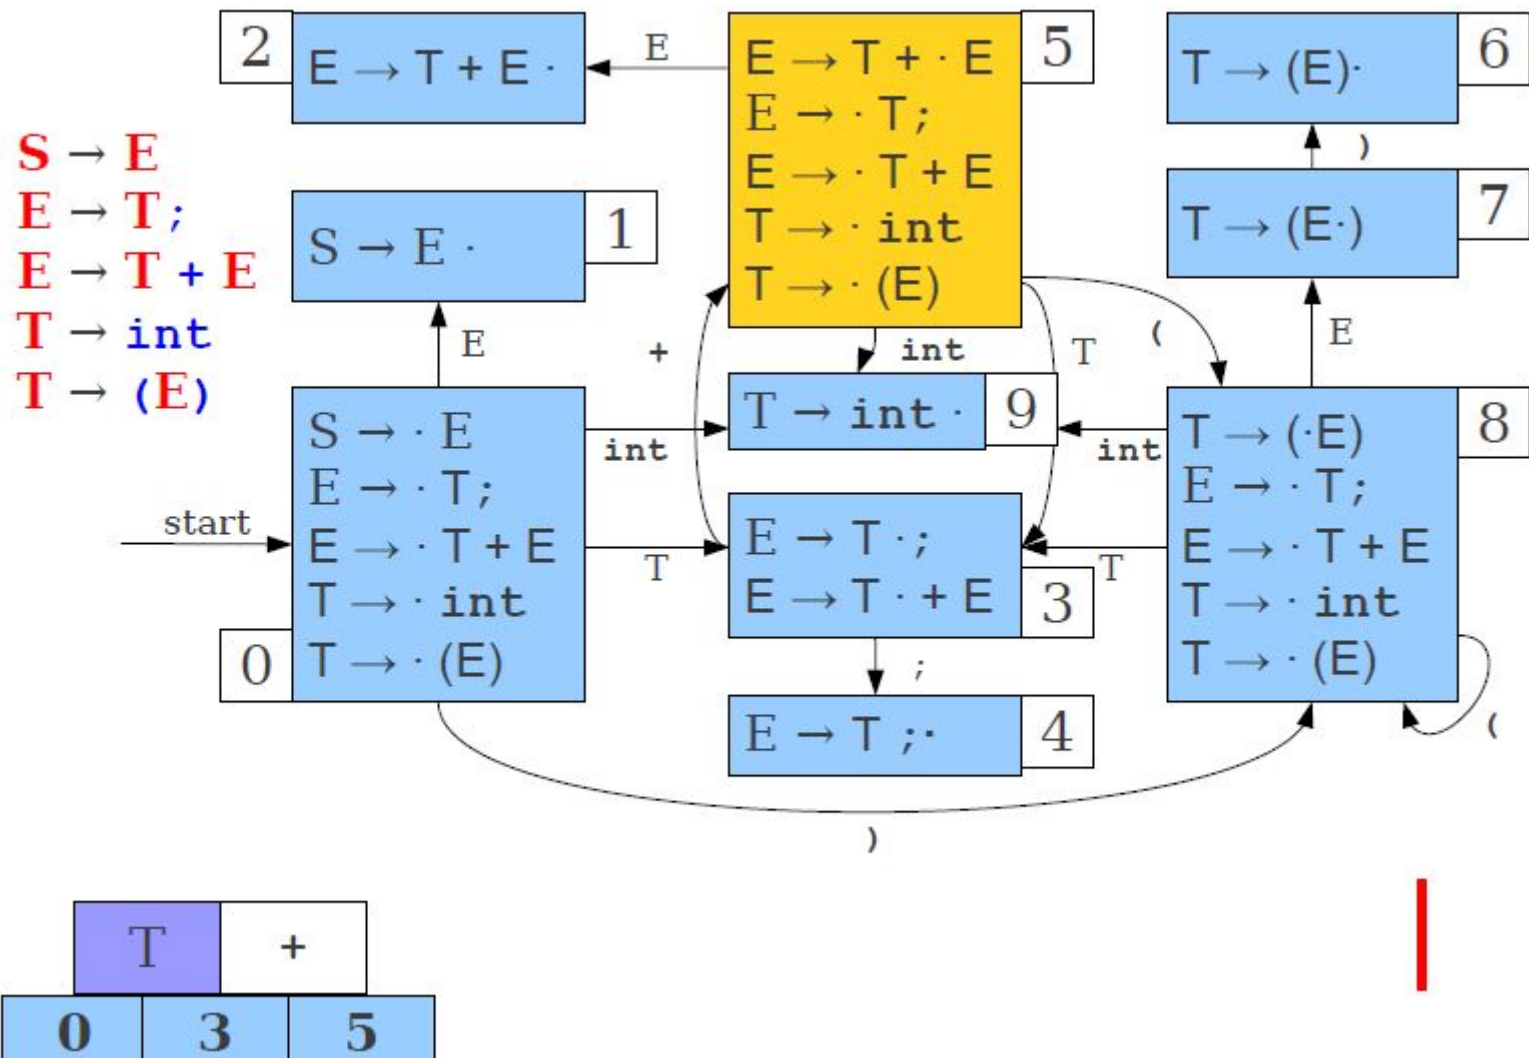 2
E → T + E ·
E
E → T + · E
E → · T ;
E → · T + E
T → · int
T → · (E)
5
T → (E)·
6
)
S → E
E → T ;
E → T + E
T → int
T → (E)
S → E ·
1
T → (E·)
7
E
+
int
T
(
E
S → · E
E → · T ;
E → · T + E
T → · int
T → · (E)
0
start
int
T
T → int ·
9
int
T
E → T · ;
E → T · + E
3
;
E → T ; ·
4
T → (·E)
E → · T ;
E → · T + E
T → · int
T → · (E)
8
(
)
T +
0 3 5